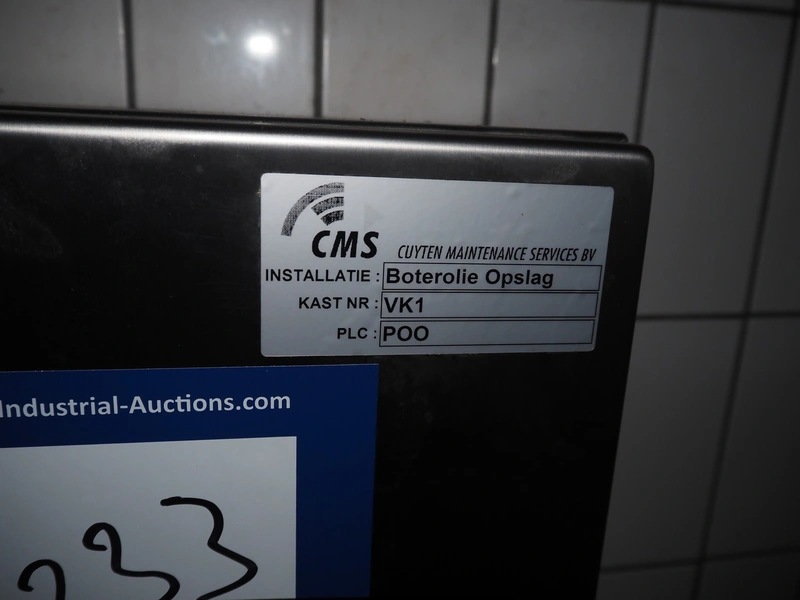 CMS CUYTEN MAINTENANCE SERVICES BV
INSTALLATIE : Boterolie Opslag
KAST NR : VK1
PLC : POO
Industrial-Auctions.com
233